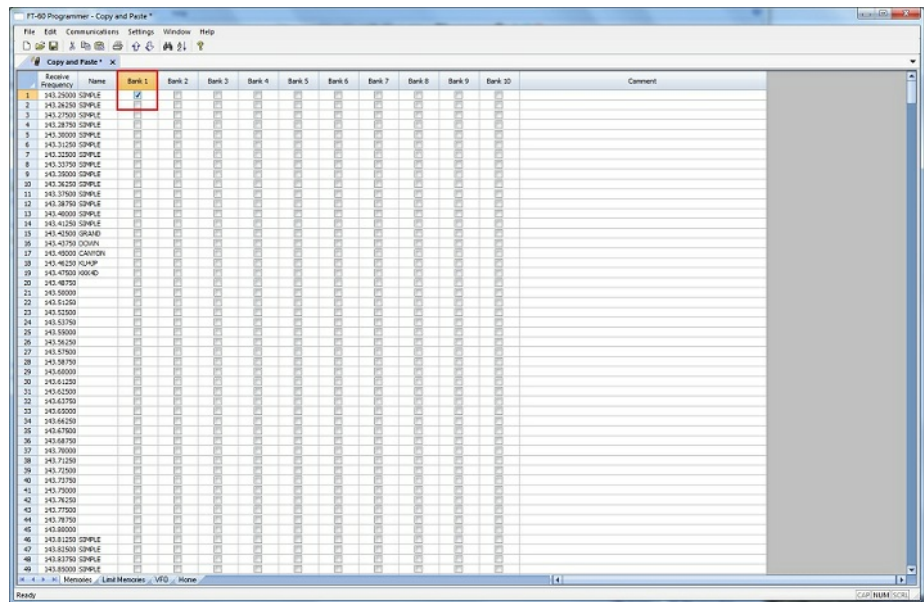 FT-60 Programmer - Copy and Paste *
File Edit Communications Settings Window Help
Copy and Paste * X
Receive Frequency Name Bank 1 Bank 2 Bank 3 Bank 4 Bank 5 Bank 6 Bank 7 Bank 8 Bank 9 Bank 10 Comment
1 143.25000 SIMPLE
2 143.26250 SIMPLE
3 143.27500 SIMPLE
4 143.28750 SIMPLE
5 143.30000 SIMPLE
6 143.31250 SIMPLE
7 143.32500 SIMPLE
8 143.33750 SIMPLE
9 143.35000 SIMPLE
10 143.36250 SIMPLE
11 143.37500 SIMPLE
12 143.38750 SIMPLE
13 143.40000 SIMPLE
14 143.41250 SIMPLE
15 143.42500 GRAND
16 143.43750 DOWN
17 143.45000 CANYON
18 143.46250
19 143.47500
20 143.48750
21 143.50000
22 143.51250
23 143.52500
24 143.53750
25 143.55000
26 143.56250
27 143.57500
28 143.58750
29 143.60000
30 143.61250
31 143.62500
32 143.63750
33 143.65000
34 143.66250
35 143.67500
36 143.68750
37 143.70000
38 143.71250
39 143.72500
40 143.73750
41 143.75000
42 143.76250
43 143.77500
44 143.78750
45 143.80000
46 143.81250 SIMPLE
47 143.82500 SIMPLE
48 143.83750 SIMPLE
49 143.85000 SIMPLE
Memories Limit Memories VFO Home
Ready CAP NUM SCRL